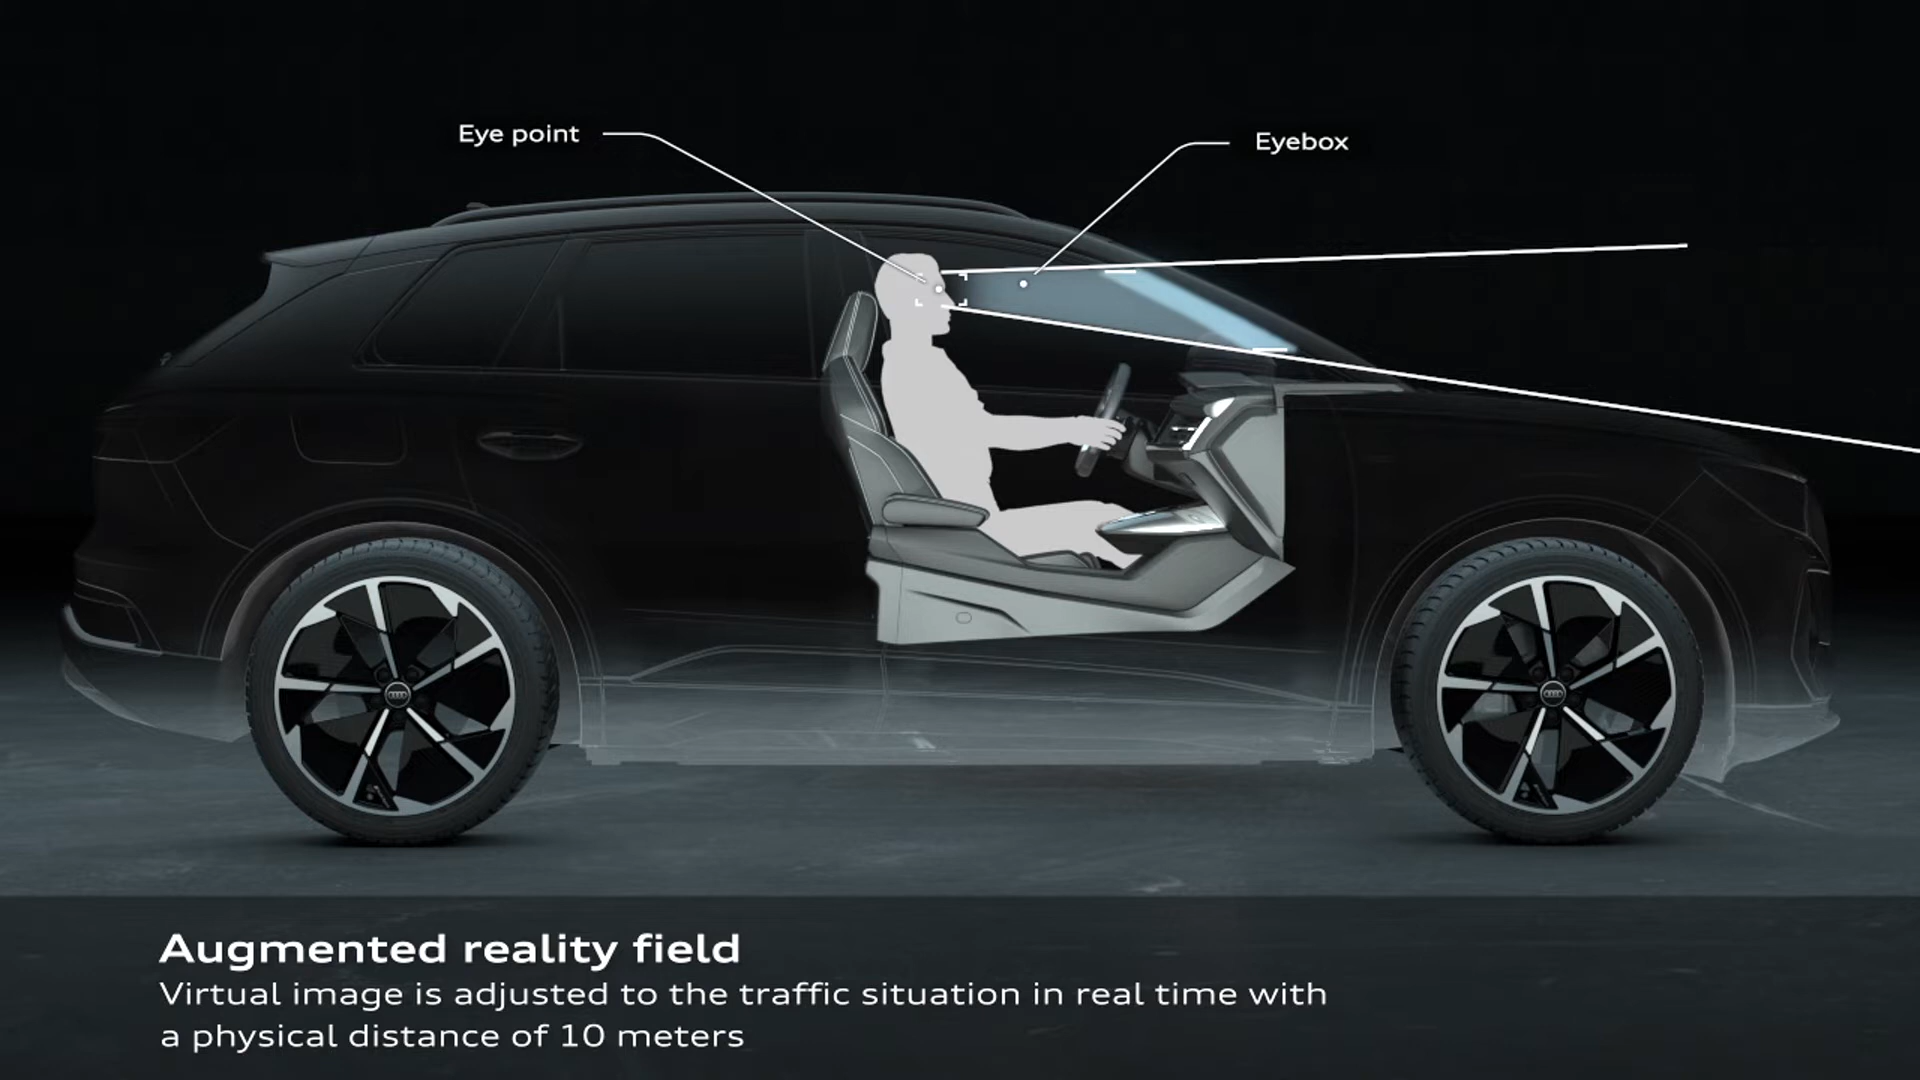 Eye point
Eyebox
Augmented reality field
Virtual image is adjusted to the traffic situation in real time with
a physical distance of 10 meters